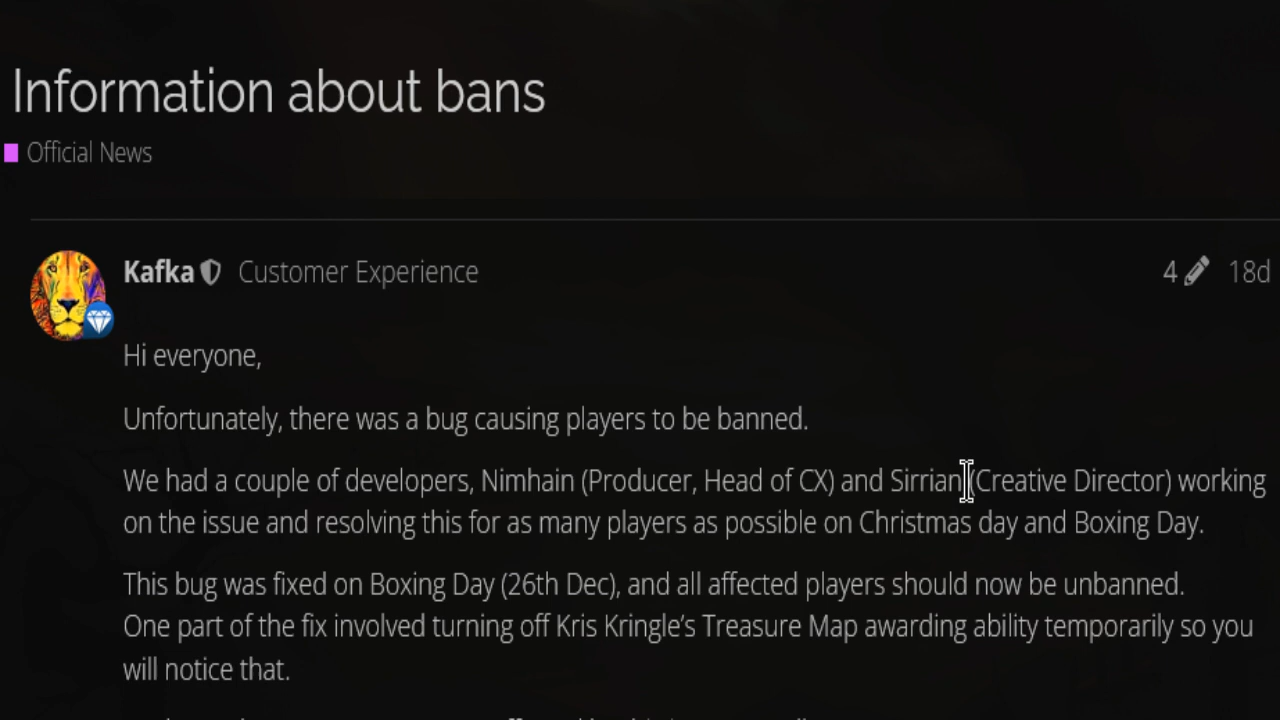 Information about bans
Official News
Kafka Customer Experience 4 18d
Hi everyone,
Unfortunately, there was a bug causing players to be banned.
We had a couple of developers, Nimhain (Producer, Head of CX) and Sirrian (Creative Director) working
on the issue and resolving this for as many players as possible on Christmas day and Boxing Day.
This bug was fixed on Boxing Day (26th Dec), and all affected players should now be unbanned.
One part of the fix involved turning off Kris Kringle’s Treasure Map awarding ability temporarily so you
will notice that.